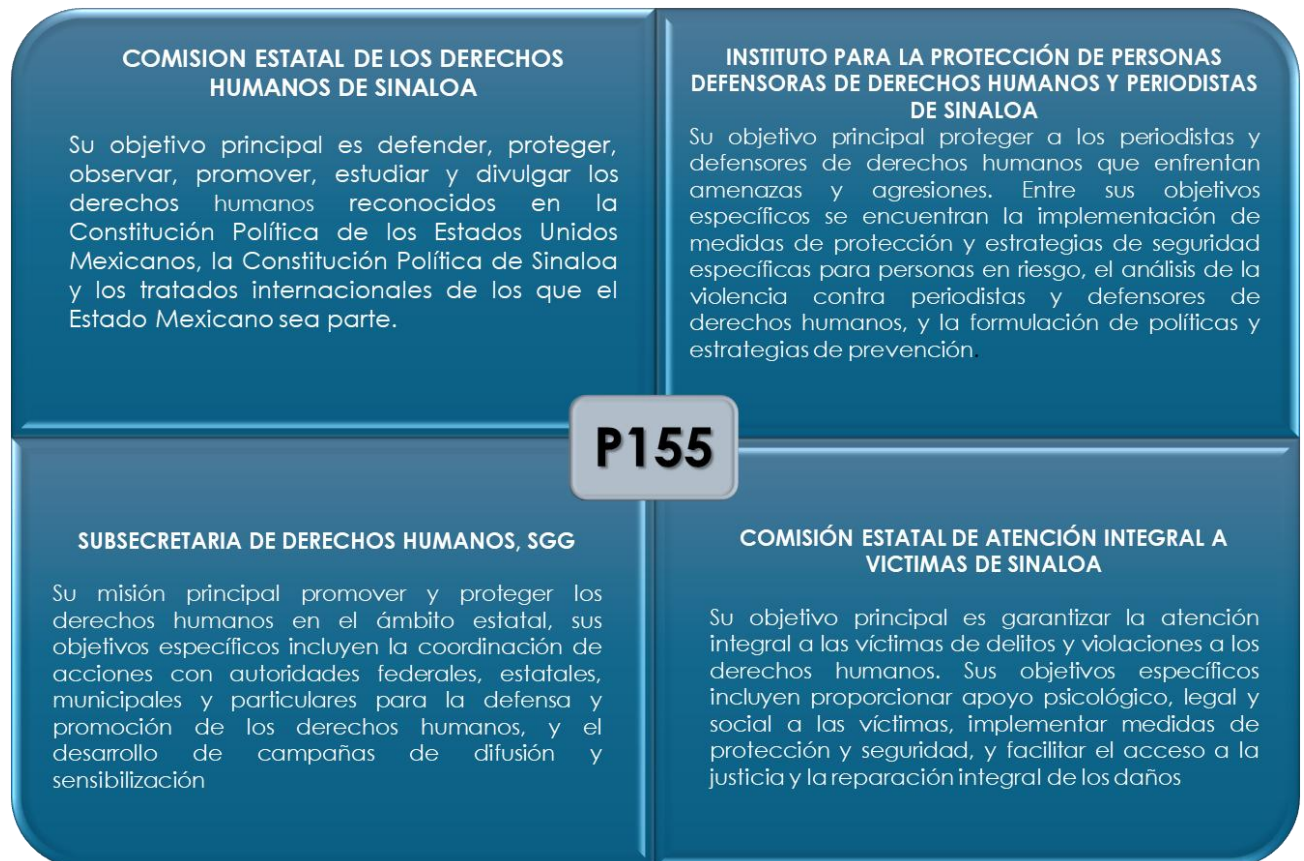 COMISION ESTATAL DE LOS DERECHOS
HUMANOS DE SINALOA
Su objetivo principal es defender, proteger,
observar, promover, estudiar y divulgar los
derechos humanos reconocidos en la
Constitución Política de los Estados Unidos
Mexicanos, la Constitución Política de Sinaloa
y los tratados internacionales de los que el
Estado Mexicano sea parte.
INSTITUTO PARA LA PROTECCIÓN DE PERSONAS
DEFENSORAS DE DERECHOS HUMANOS Y PERIODISTAS
DE SINALOA
Su objetivo principal proteger a los periodistas y
defensores de derechos humanos que enfrentan
amenazas y agresiones. Entre sus objetivos
específicos se encuentran la implementación de
medidas de protección y estrategias de seguridad
específicas para personas en riesgo, el análisis de la
violencia contra periodistas y defensores de
derechos humanos, y la formulación de políticas y
estrategias de prevención.
P155
SUBSECRETARIA DE DERECHOS HUMANOS, SGG
Su misión principal promover y proteger los
derechos humanos en el ámbito estatal, sus
objetivos específicos incluyen la coordinación de
acciones con autoridades federales, estatales,
municipales y particulares para la defensa y
promoción de los derechos humanos, y el
desarrollo de campañas de difusión y
sensibilización
COMISIÓN ESTATAL DE ATENCIÓN INTEGRAL A
VICTIMAS DE SINALOA
Su objetivo principal es garantizar la atención
integral a las víctimas de delitos y violaciones a los
derechos humanos. Sus objetivos específicos
incluyen proporcionar apoyo psicológico, legal y
social a las víctimas, implementar medidas de
protección y seguridad, y facilitar el acceso a la
justicia y la reparación integral de los daños